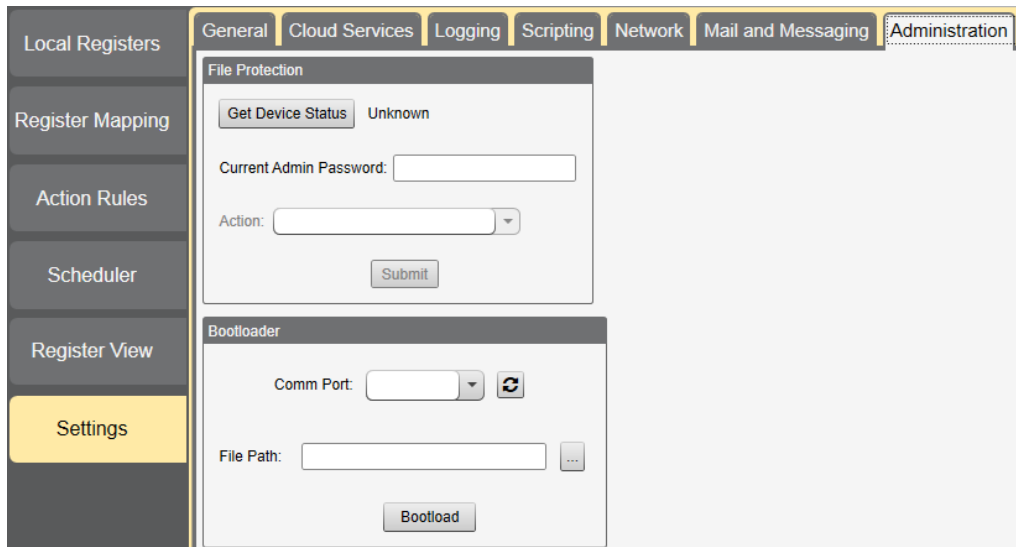 Local Registers
Register Mapping
Action Rules
Scheduler
Register View
Settings
General Cloud Services Logging Scripting Network Mail and Messaging Administration
File Protection
Get Device Status Unknown
Current Admin Password:
Action:
Submit
Bootloader
Comm Port:
File Path: ...
Bootload